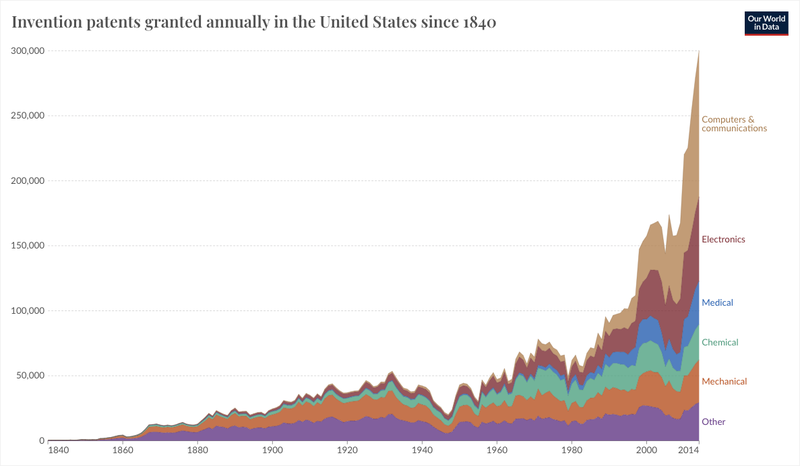 Invention patents granted annually in the United States since 1840
Our World
in Data
300,000
250,000
200,000
150,000
100,000
50,000
0
1840
1860
1880
1900
1920
1940
1960
1980
2000
2014
Computers &
communications
Electronics
Medical
Chemical
Mechanical
Other